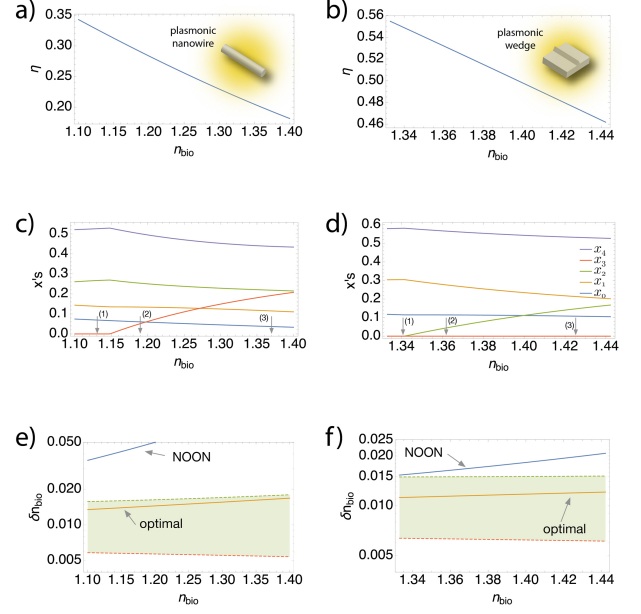 a)
plasmonic
nanowire
η
0.35
0.30
0.25
0.20
1.10 1.15 1.20 1.25 1.30 1.35 1.40
nbio
b)
plasmonic
wedge
η
0.56
0.54
0.52
0.50
0.48
0.46
1.34 1.36 1.38 1.40 1.42 1.44
nbio
c)
x's
0.5
0.4
0.3
0.2
0.1
0.0
(1) (2) (3)
1.10 1.15 1.20 1.25 1.30 1.35 1.40
nbio
d)
x's
0.6
0.5
0.4
0.3
0.2
0.1
0.0
x4
x3
x2
x1
x0
(1) (2) (3)
1.34 1.36 1.38 1.40 1.42 1.44
nbio
e)
δnbio
0.050
0.020
0.010
0.005
NOON
optimal
1.10 1.15 1.20 1.25 1.30 1.35 1.40
nbio
f)
δnbio
0.025
0.020
0.015
0.010
0.005
NOON
optimal
1.34 1.36 1.38 1.40 1.42 1.44
nbio